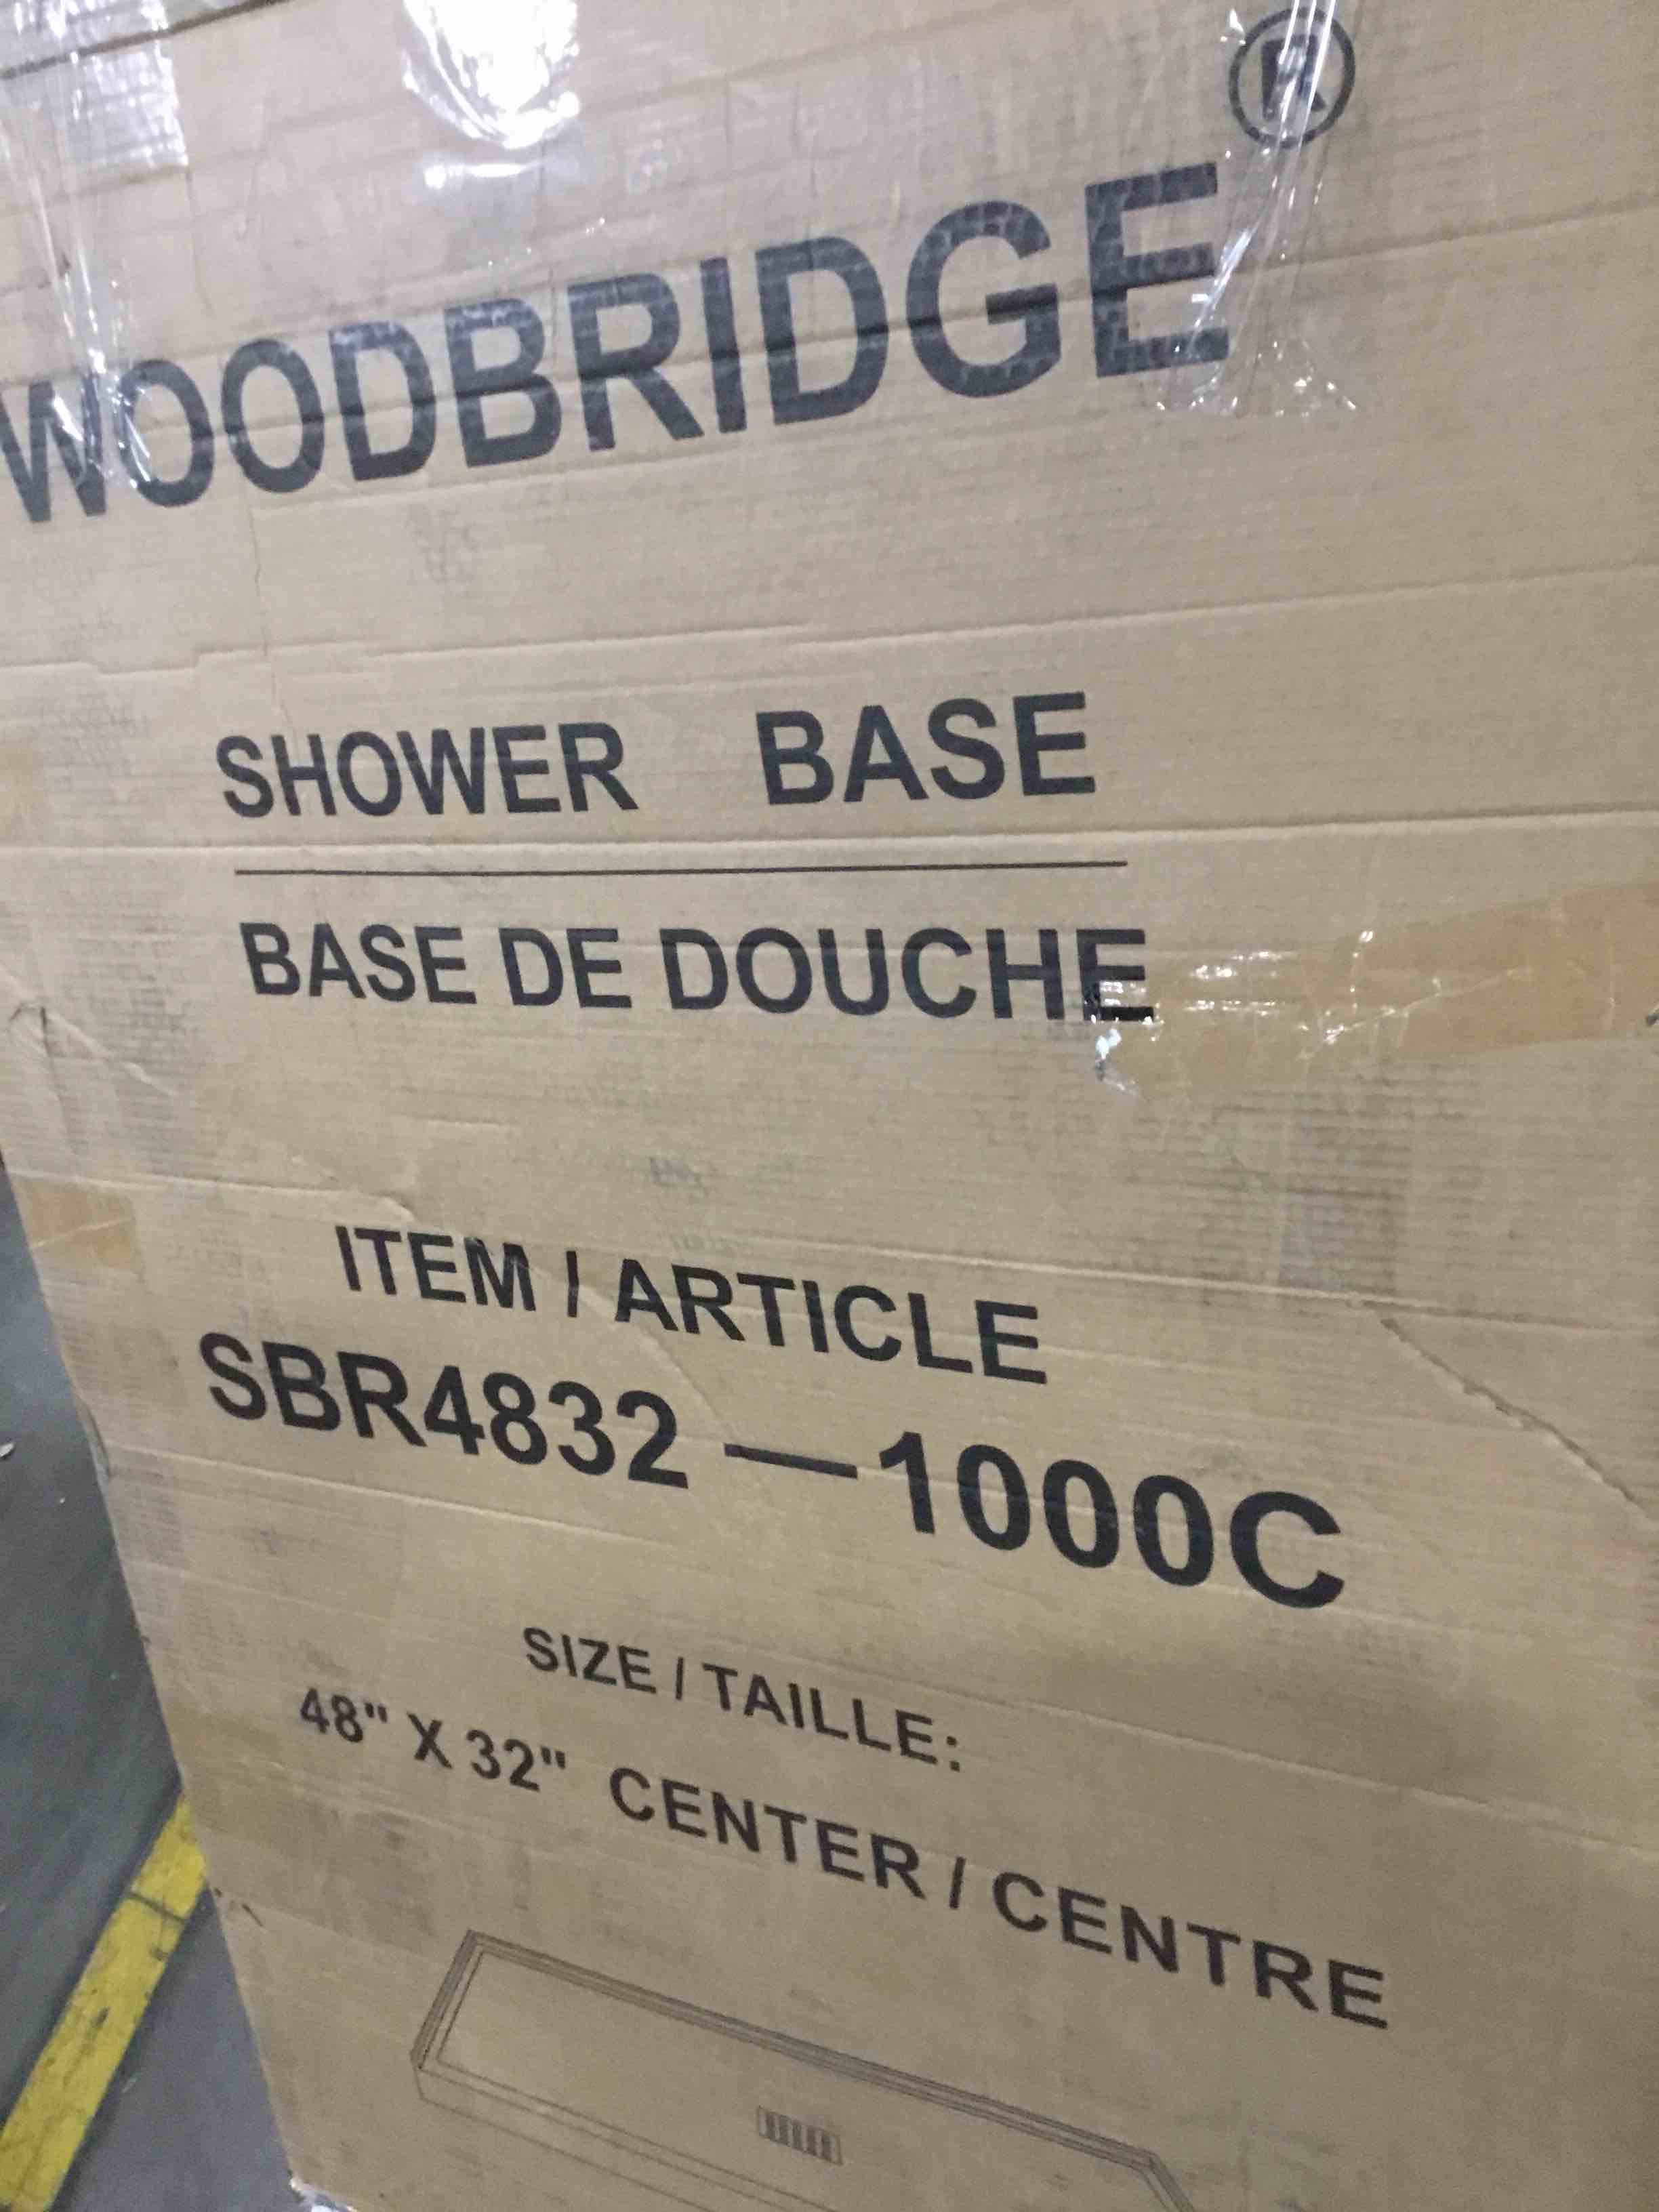 WOODBRIDGE®
SHOWER BASE
BASE DE DOUCHE
ITEM / ARTICLE
SBR4832 — 1000C
SIZE / TAILLE:
48" X 32" CENTER / CENTRE